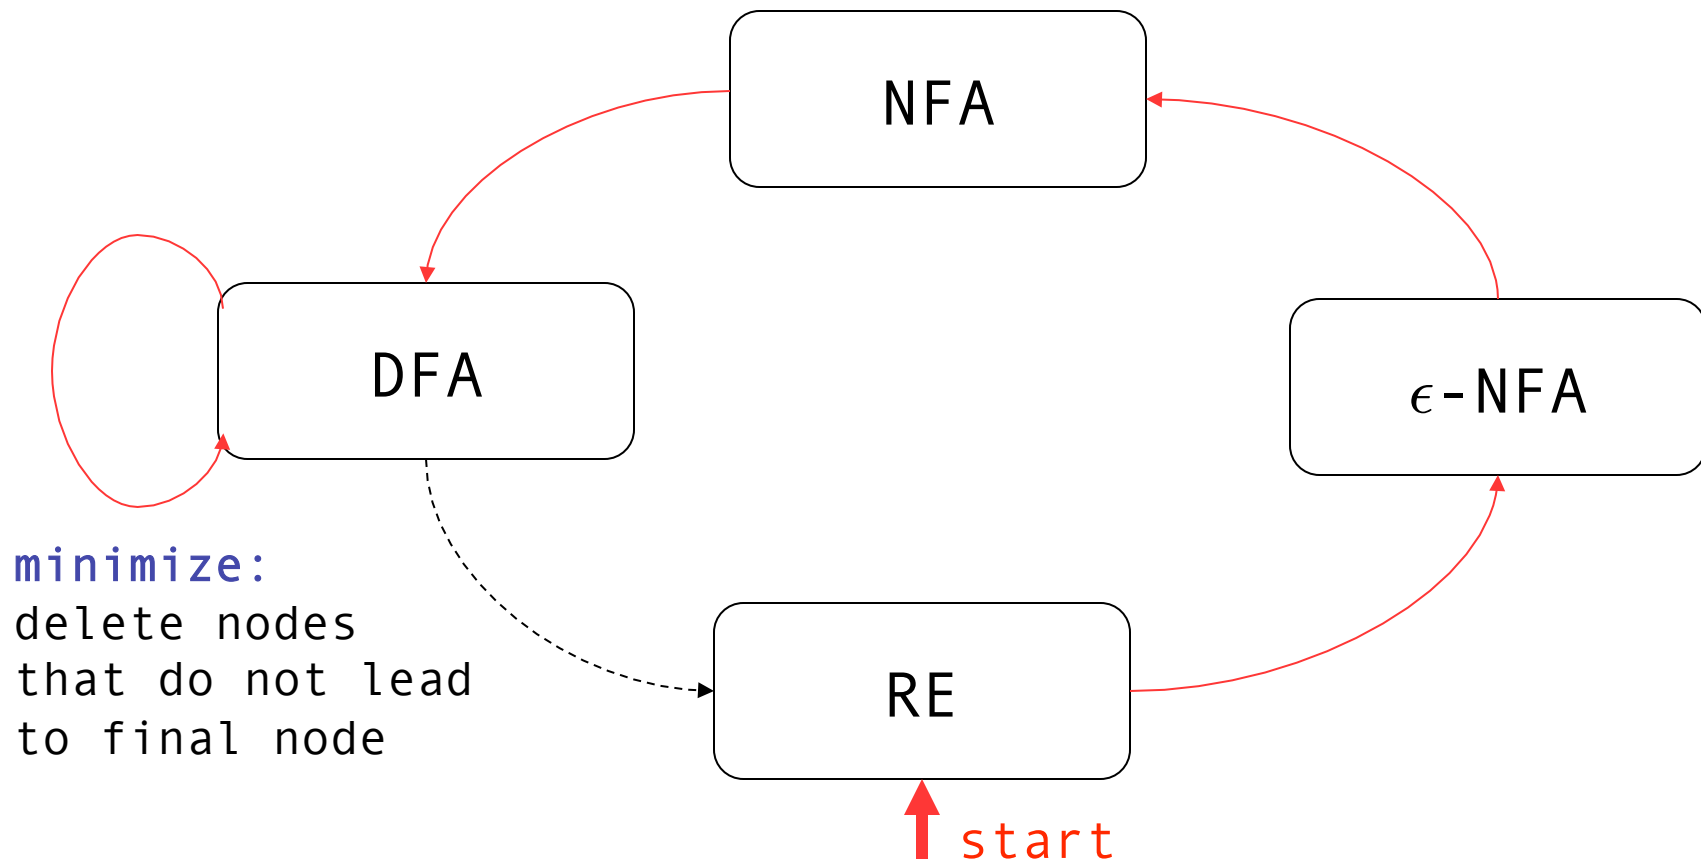 NFA
DFA
ϵ-NFA
minimize:
delete nodes
that do not lead
to final node
RE
start